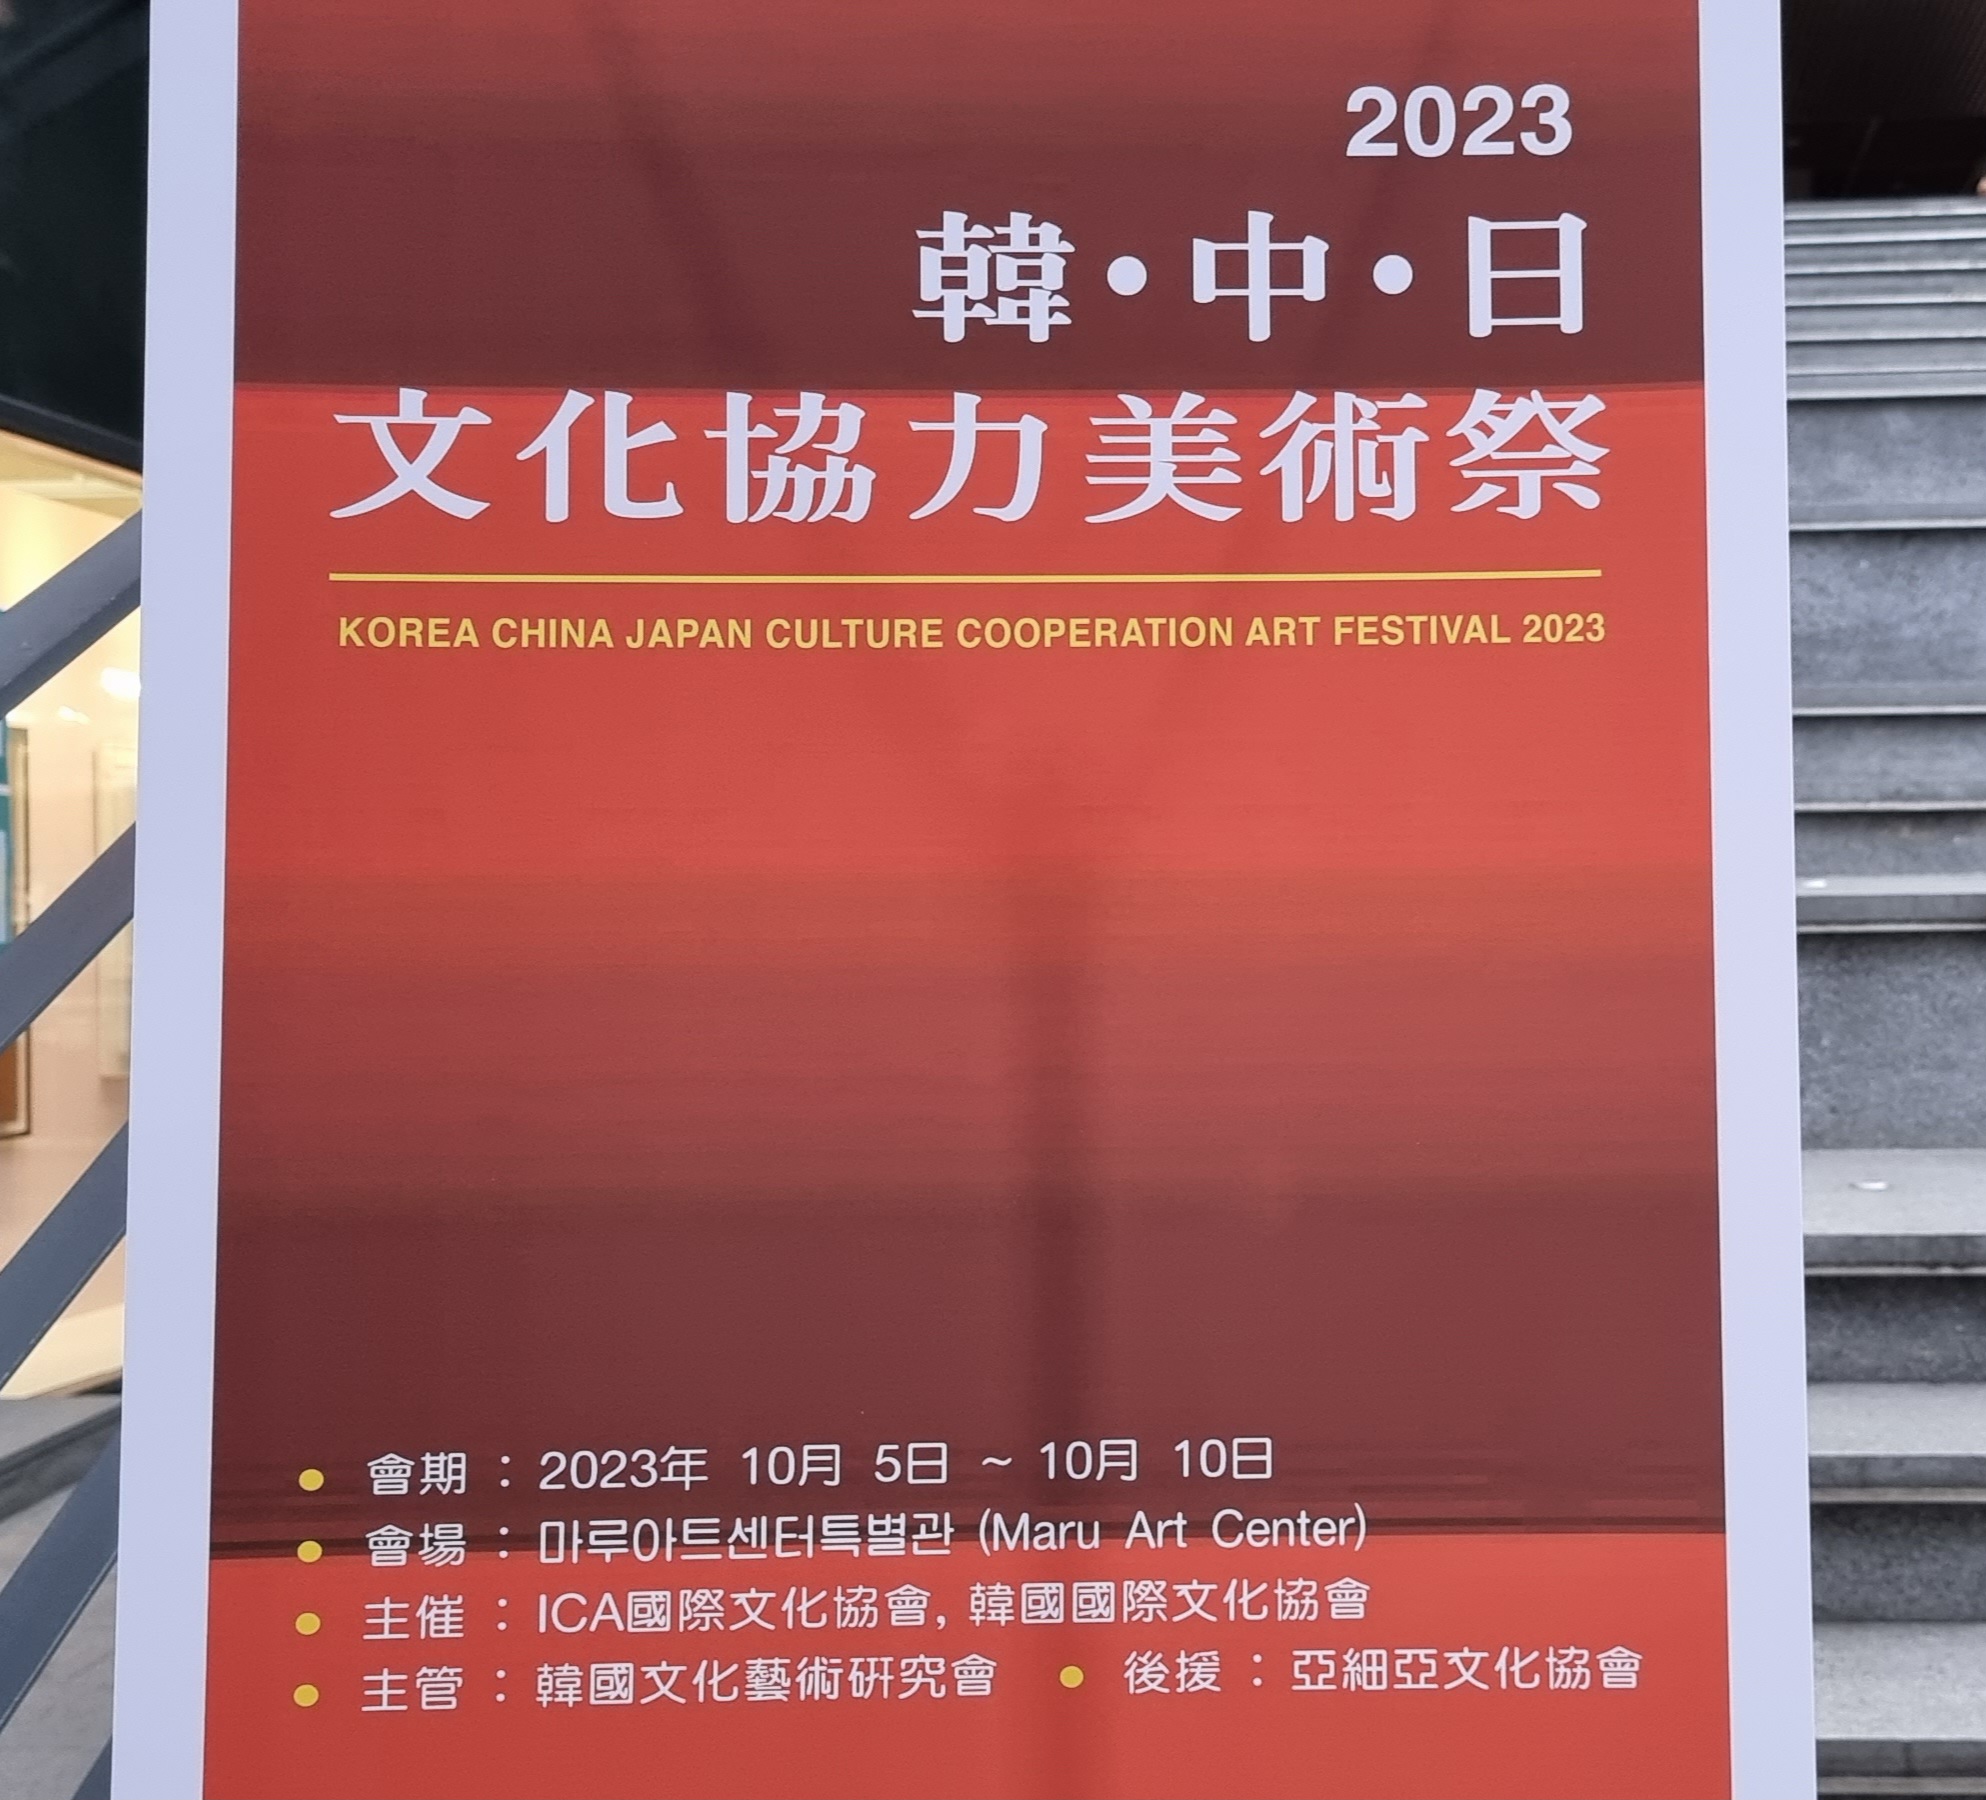 2023
韓・中・日
文化協力美術祭
KOREA CHINA JAPAN CULTURE COOPERATION ART FESTIVAL 2023
● 會期 : 2023年 10月 5日 ~ 10月 10日
● 會場 : 마루아트센터특별관 (Maru Art Center)
● 主催 : ICA國際文化協會, 韓國國際文化協會
● 主管 : 韓國文化藝術硏究會 ● 後援 : 亞細亞文化協會